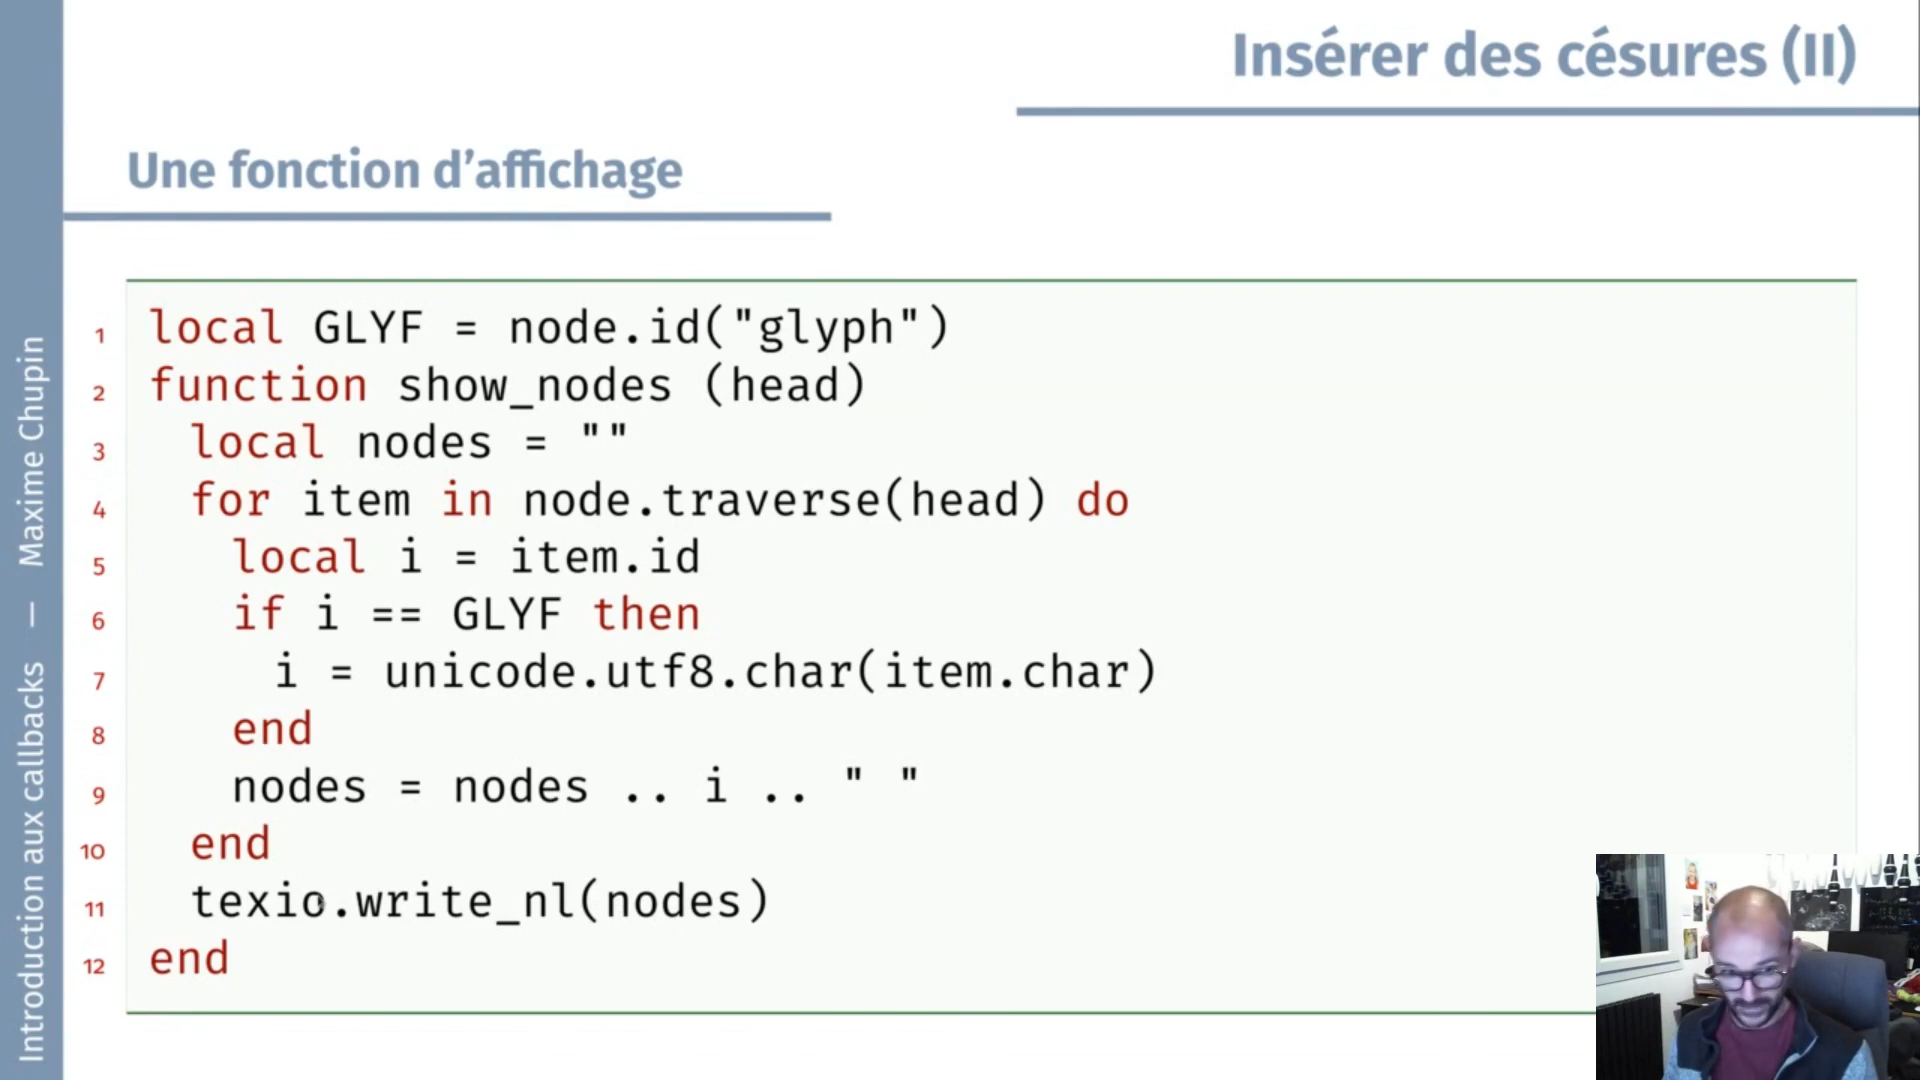 Insérer des césures (II)
Une fonction d’affichage
1 local GLYF = node.id("glyph")
2 function show_nodes (head)
3 local nodes = ""
4 for item in node.traverse(head) do
5 local i = item.id
6 if i == GLYF then
7 i = unicode.utf8.char(item.char)
8 end
9 nodes = nodes .. i .. " "
10 end
11 texio.write_nl(nodes)
12 end
Introduction aux callbacks — Maxime Chupin